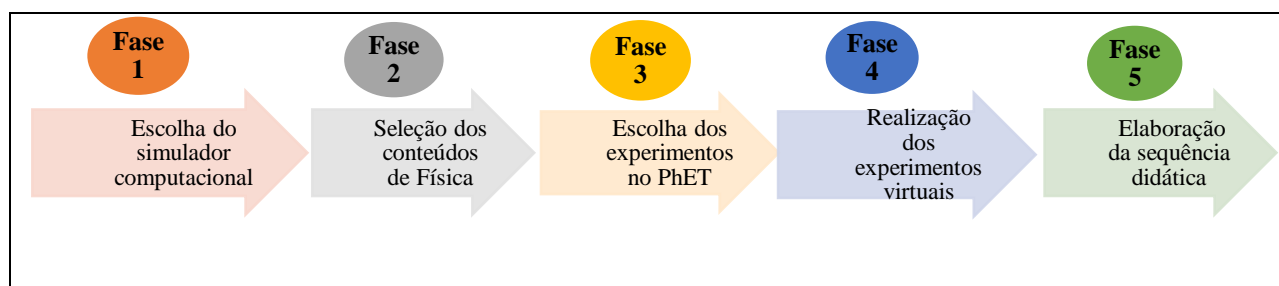 Fase
1
Escolha do
simulador
computacional
Fase
2
Seleção dos
conteúdos
de Física
Fase
3
Escolha dos
experimentos
no PhET
Fase
4
Realização
dos
experimentos
virtuais
Fase
5
Elaboração
da sequência
didática